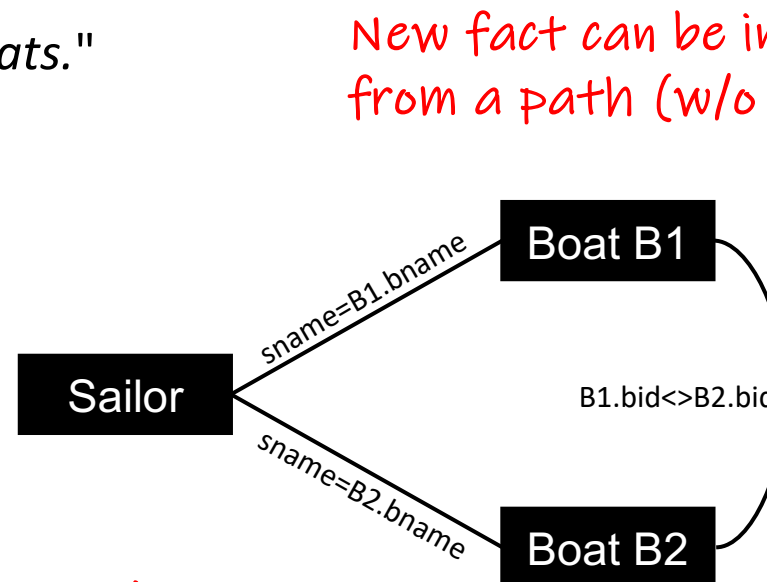 ats."
New fact can be in
from a path (w/o
Boat B1
sname=B1.bname
Sailor
B1.bid<>B2.bid
sname=B2.bname
Boat B2